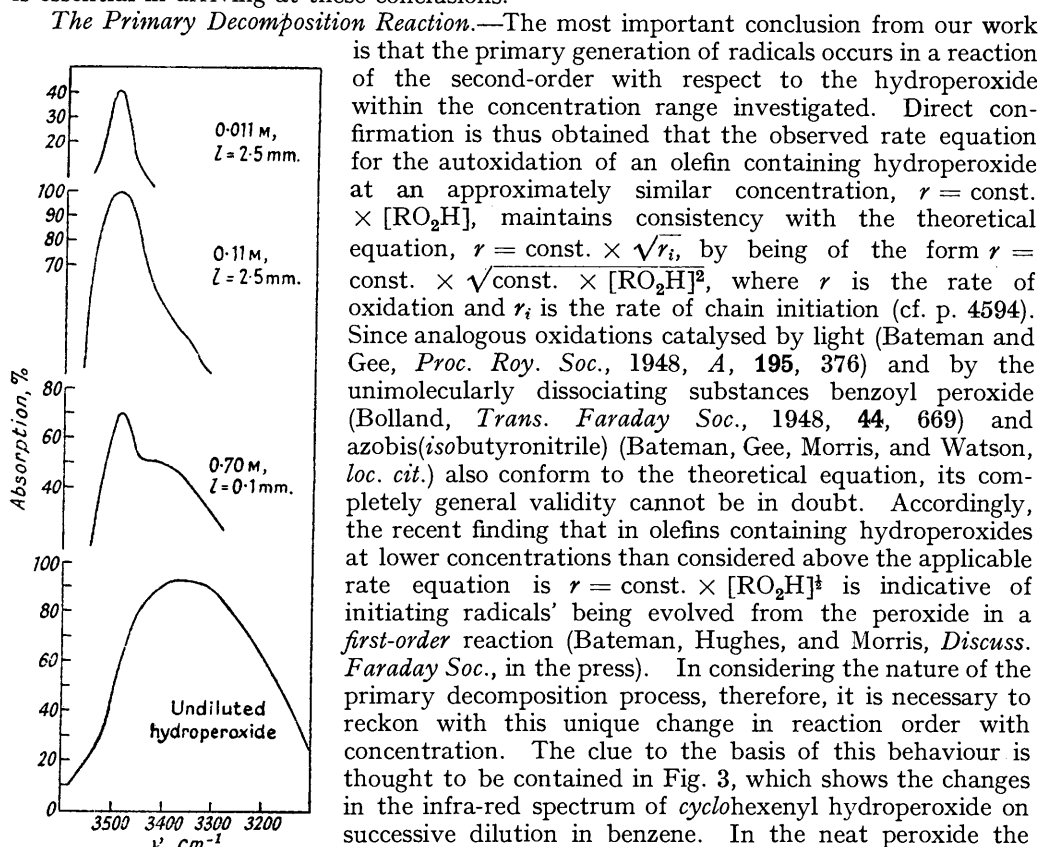 The Primary Decomposition Reaction.—The most important conclusion from our work
is that the primary generation of radicals occurs in a reaction
of the second-order with respect to the hydroperoxide
within the concentration range investigated. Direct con-
firmation is thus obtained that the observed rate equation
for the autoxidation of an olefin containing hydroperoxide
at an approximately similar concentration, r = const.
× [RO₂H], maintains consistency with the theoretical
equation, r = const. × √rᵢ, by being of the form r =
const. × √const. × [RO₂H]², where r is the rate of
oxidation and rᵢ is the rate of chain initiation (cf. p. 4594).
Since analogous oxidations catalysed by light (Bateman and
Gee, Proc. Roy. Soc., 1948, A, 195, 376) and by the
unimolecularly dissociating substances benzoyl peroxide
(Bolland, Trans. Faraday Soc., 1948, 44, 669) and
azobis(isobutyronitrile) (Bateman, Gee, Morris, and Watson,
loc. cit.) also conform to the theoretical equation, its com-
pletely general validity cannot be in doubt. Accordingly,
the recent finding that in olefins containing hydroperoxides
at lower concentrations than considered above the applicable
rate equation is r = const. × [RO₂H]^½ is indicative of
initiating radicals' being evolved from the peroxide in a
first-order reaction (Bateman, Hughes, and Morris, Discuss.
Faraday Soc., in the press). In considering the nature of the
primary decomposition process, therefore, it is necessary to
reckon with this unique change in reaction order with
concentration. The clue to the basis of this behaviour is
thought to be contained in Fig. 3, which shows the changes
in the infra-red spectrum of cyclohexenyl hydroperoxide on
successive dilution in benzene. In the neat peroxide the
Absorption, %
40
30
20
0·011 M,
l = 2·5 mm.
100
90
80
70
0·11 M,
l = 2·5 mm.
80
60
40
0·70 M,
l = 0·1 mm.
100
80
60
40
20
0
Undiluted
hydroperoxide
3500 3400 3300 3200